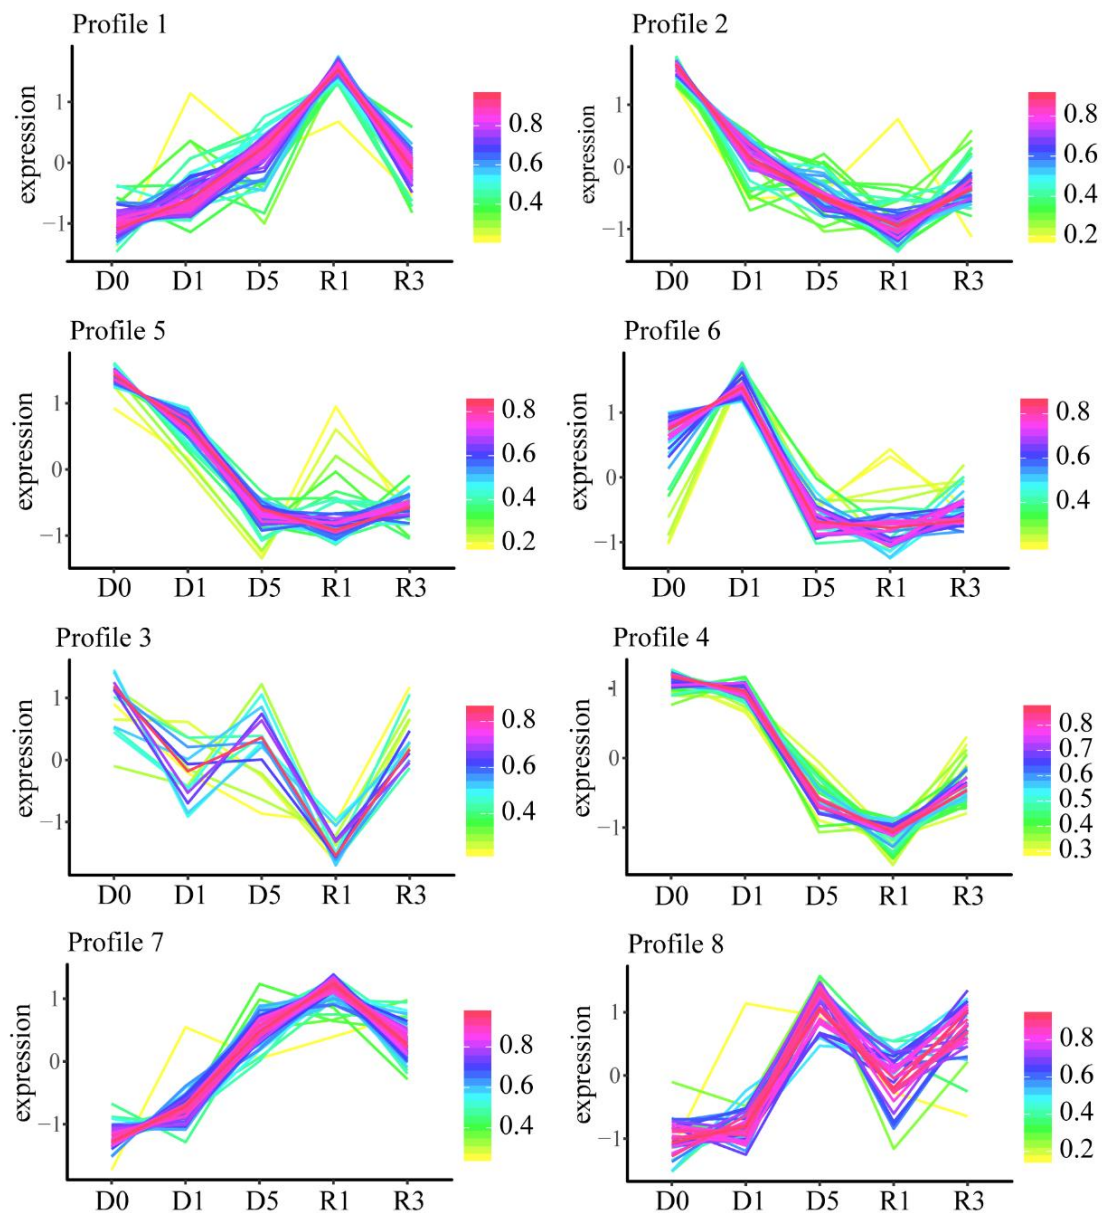 Profile 1
expression
1
0
−1
D0 D1 D5 R1 R3
0.8
0.6
0.4
Profile 2
expression
1
0
−1
D0 D1 D5 R1 R3
0.8
0.6
0.4
0.2
Profile 5
expression
1
0
−1
D0 D1 D5 R1 R3
0.8
0.6
0.4
0.2
Profile 6
expression
1
0
−1
D0 D1 D5 R1 R3
0.8
0.6
0.4
Profile 3
expression
1
0
−1
D0 D1 D5 R1 R3
0.8
0.6
0.4
Profile 4
expression
1
0
−1
D0 D1 D5 R1 R3
0.8
0.7
0.6
0.5
0.4
0.3
Profile 7
expression
1
0
−1
D0 D1 D5 R1 R3
0.8
0.6
0.4
Profile 8
expression
1
0
−1
D0 D1 D5 R1 R3
0.8
0.6
0.4
0.2